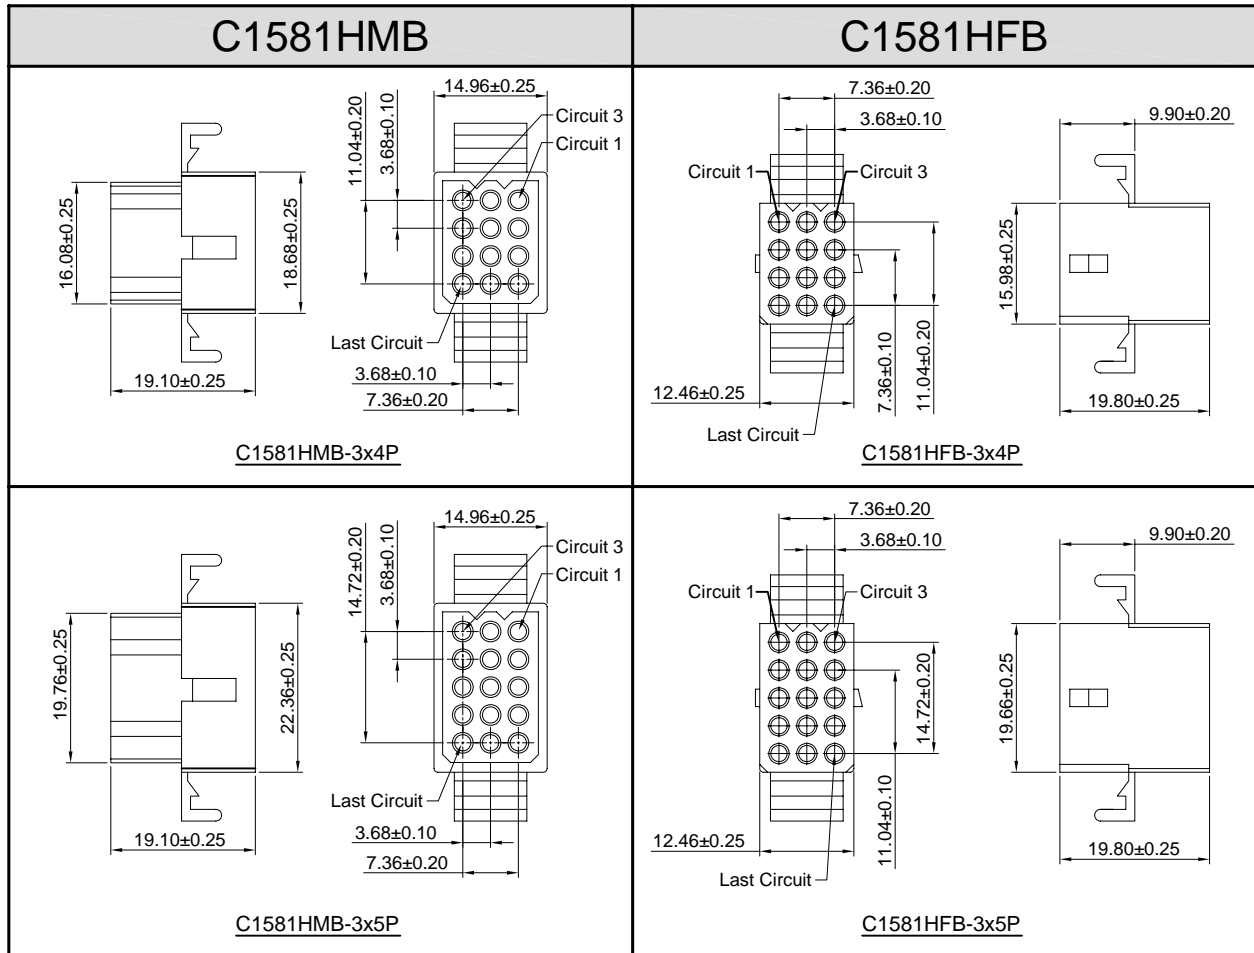 C1581HMB
C1581HFB
14.96±0.25
Circuit 3
Circuit 1
11.04±0.20
3.68±0.10
16.08±0.25
18.68±0.25
Last Circuit
19.10±0.25
3.68±0.10
7.36±0.20
C1581HMB-3x4P
7.36±0.20
3.68±0.10
9.90±0.20
Circuit 1
Circuit 3
15.98±0.25
7.36±0.10
11.04±0.20
12.46±0.25
Last Circuit
19.80±0.25
C1581HFB-3x4P
14.96±0.25
Circuit 3
Circuit 1
14.72±0.20
3.68±0.10
19.76±0.25
22.36±0.25
Last Circuit
19.10±0.25
3.68±0.10
7.36±0.20
C1581HMB-3x5P
7.36±0.20
3.68±0.10
9.90±0.20
Circuit 1
Circuit 3
14.72±0.20
19.66±0.25
11.04±0.10
12.46±0.25
Last Circuit
19.80±0.25
C1581HFB-3x5P